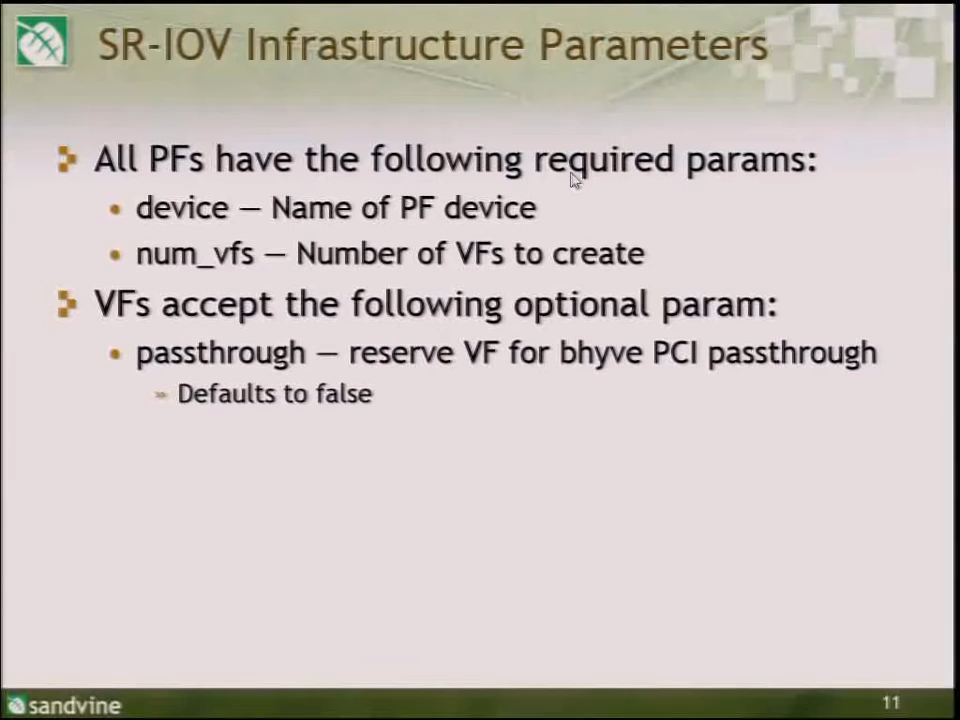 SR-IOV Infrastructure Parameters
All PFs have the following required params:
device — Name of PF device
num_vfs — Number of VFs to create
VFs accept the following optional param:
passthrough — reserve VF for bhyve PCI passthrough
Defaults to false
sandvine
11